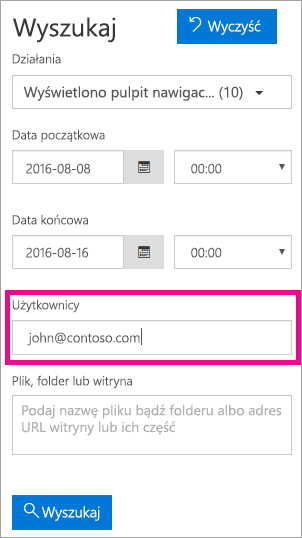 Wyszukaj
Wyczyść
Działania
Wyświetlono pulpit nawigac... (10)
Data początkowa
2016-08-08
00:00
Data końcowa
2016-08-16
00:00
Użytkownicy
john@contoso.com
Plik, folder lub witryna
Podaj nazwę pliku bądź folderu albo adres
URL witryny lub ich część
Wyszukaj